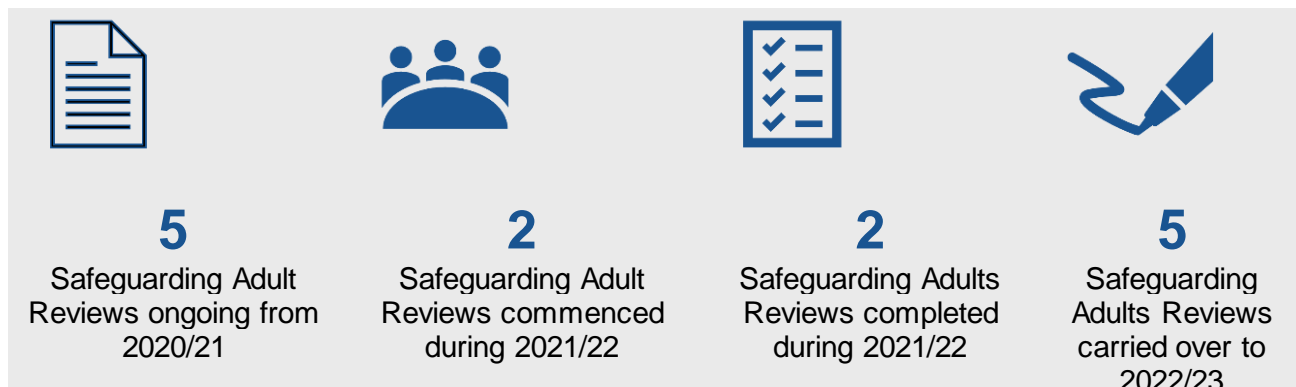 5
Safeguarding Adult
Reviews ongoing from
2020/21
2
Safeguarding Adult
Reviews commenced
during 2021/22
2
Safeguarding Adults
Reviews completed
during 2021/22
5
Safeguarding
Adults Reviews
carried over to
2022/23